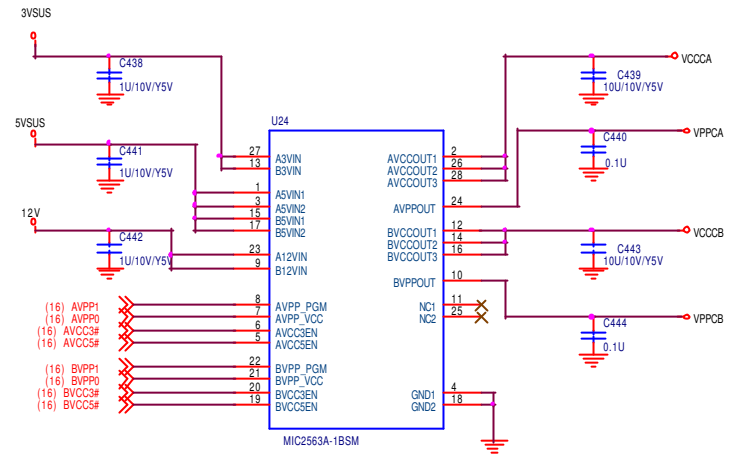 3VSUS
C438
1U/10V/Y5V
5VSUS
C441
1U/10V/Y5V
12V
C442
1U/10V/Y5V
U24
27 A3VIN
13 B3VIN
1 A5VIN1
3 A5VIN2
15 B5VIN1
17 B5VIN2
23 A12VIN
9 B12VIN
(16) AVPP1 8 AVPP_PGM
(16) AVPP0 7 AVPP_VCC
(16) AVCC3# 6 AVCC3EN
(16) AVCC5# 5 AVCC5EN
(16) BVPP1 22 BVPP_PGM
(16) BVPP0 21 BVPP_VCC
(16) BVCC3# 20 BVCC3EN
(16) BVCC5# 19 BVCC5EN
AVCCOUT1 2
AVCCOUT2 26
AVCCOUT3 28
AVPPOUT 24
BVCCOUT1 12
BVCCOUT2 14
BVCCOUT3 16
BVPPOUT 10
NC1 11
NC2 25
GND1 4
GND2 18
MIC2563A-1BSM
VCCCA
C439
10U/10V/Y5V
VPPCA
C440
0.1U
VCCCB
C443
10U/10V/Y5V
VPPCB
C444
0.1U